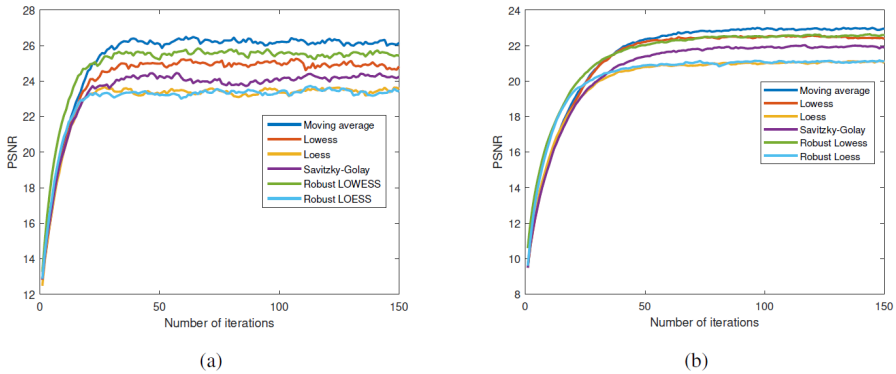 28
26
24
22
20
18
16
14
12
PSNR
0
50
100
150
Number of iterations
Moving average
Lowess
Loess
Savitzky-Golay
Robust LOWESS
Robust LOESS
(a)
24
22
20
18
16
14
12
10
8
PSNR
0
50
100
150
Number of iterations
Moving average
Lowess
Loess
Savitzky-Golay
Robust Lowess
Robust Loess
(b)